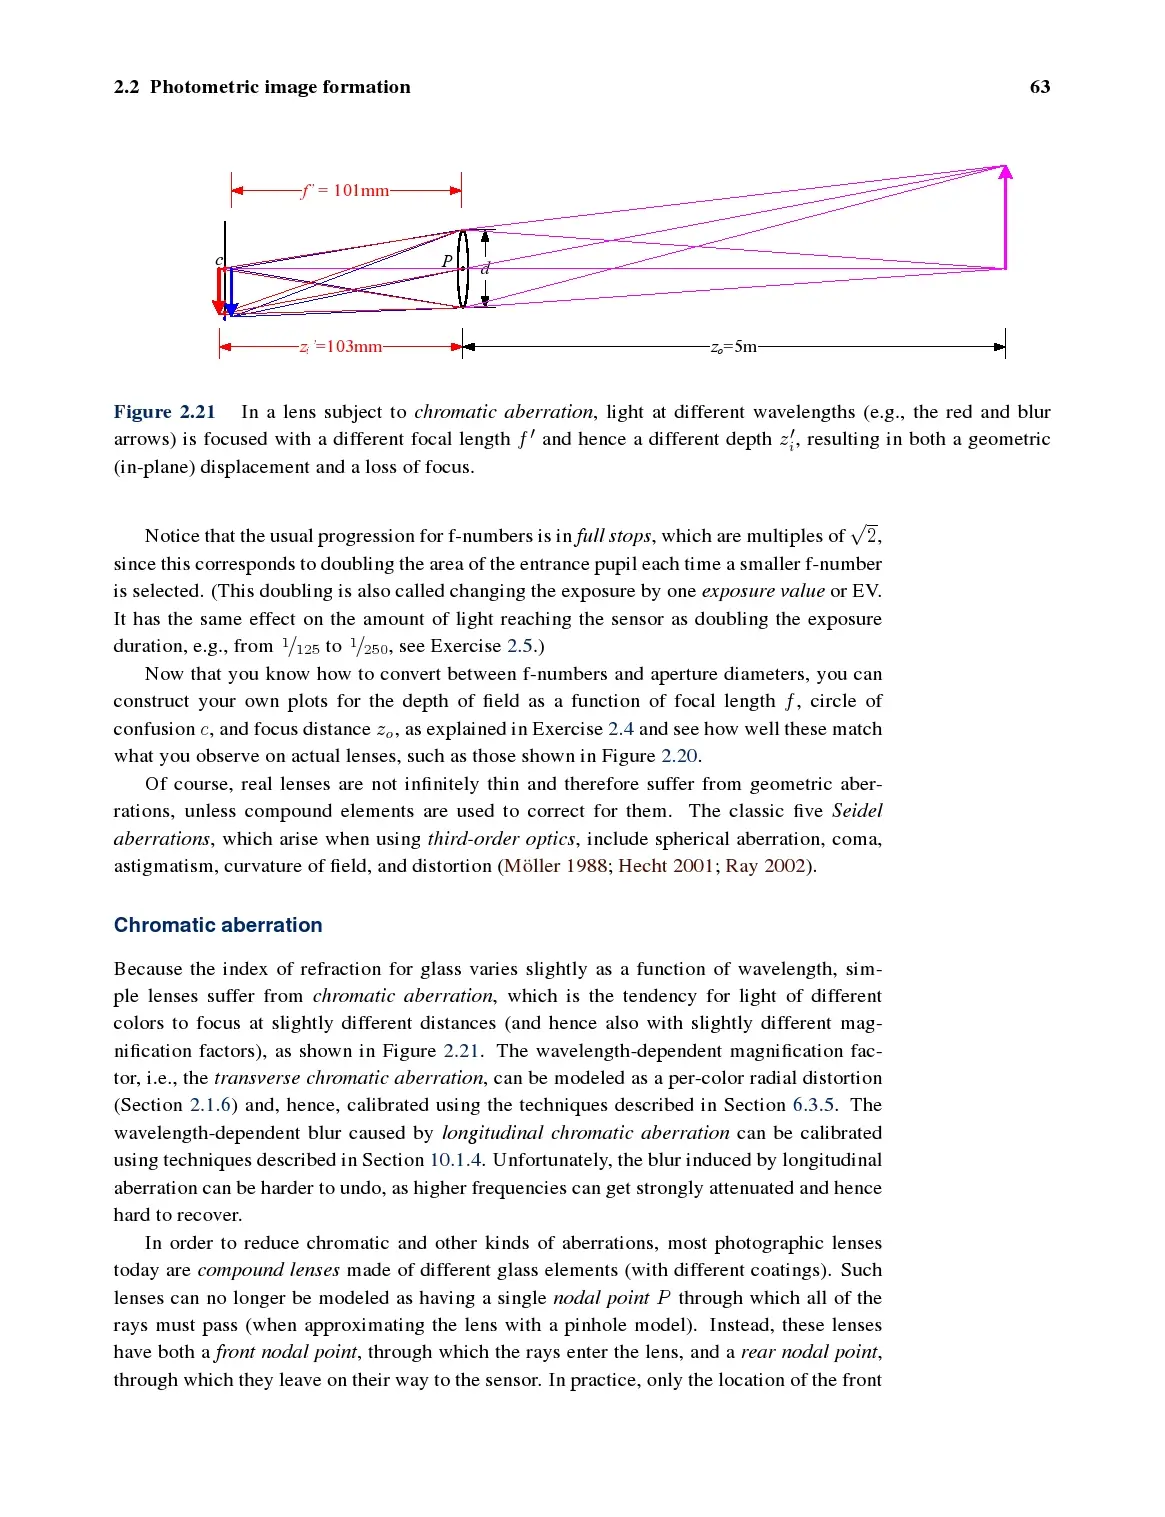 2.2 Photometric image formation 63
f' = 101mm
c
P
d
zi'=103mm
zo=5m
Figure 2.21 In a lens subject to chromatic aberration, light at different wavelengths (e.g., the red and blur
arrows) is focused with a different focal length f′ and hence a different depth z′i, resulting in both a geometric
(in-plane) displacement and a loss of focus.
Notice that the usual progression for f-numbers is in full stops, which are multiples of √2,
since this corresponds to doubling the area of the entrance pupil each time a smaller f-number
is selected. (This doubling is also called changing the exposure by one exposure value or EV.
It has the same effect on the amount of light reaching the sensor as doubling the exposure
duration, e.g., from 1/125 to 1/250, see Exercise 2.5.)
Now that you know how to convert between f-numbers and aperture diameters, you can
construct your own plots for the depth of field as a function of focal length f, circle of
confusion c, and focus distance zo, as explained in Exercise 2.4 and see how well these match
what you observe on actual lenses, such as those shown in Figure 2.20.
Of course, real lenses are not infinitely thin and therefore suffer from geometric aber-
rations, unless compound elements are used to correct for them. The classic five Seidel
aberrations, which arise when using third-order optics, include spherical aberration, coma,
astigmatism, curvature of field, and distortion (Möller 1988; Hecht 2001; Ray 2002).
Chromatic aberration
Because the index of refraction for glass varies slightly as a function of wavelength, sim-
ple lenses suffer from chromatic aberration, which is the tendency for light of different
colors to focus at slightly different distances (and hence also with slightly different mag-
nification factors), as shown in Figure 2.21. The wavelength-dependent magnification fac-
tor, i.e., the transverse chromatic aberration, can be modeled as a per-color radial distortion
(Section 2.1.6) and, hence, calibrated using the techniques described in Section 6.3.5. The
wavelength-dependent blur caused by longitudinal chromatic aberration can be calibrated
using techniques described in Section 10.1.4. Unfortunately, the blur induced by longitudinal
aberration can be harder to undo, as higher frequencies can get strongly attenuated and hence
hard to recover.
In order to reduce chromatic and other kinds of aberrations, most photographic lenses
today are compound lenses made of different glass elements (with different coatings). Such
lenses can no longer be modeled as having a single nodal point P through which all of the
rays must pass (when approximating the lens with a pinhole model). Instead, these lenses
have both a front nodal point, through which the rays enter the lens, and a rear nodal point,
through which they leave on their way to the sensor. In practice, only the location of the front